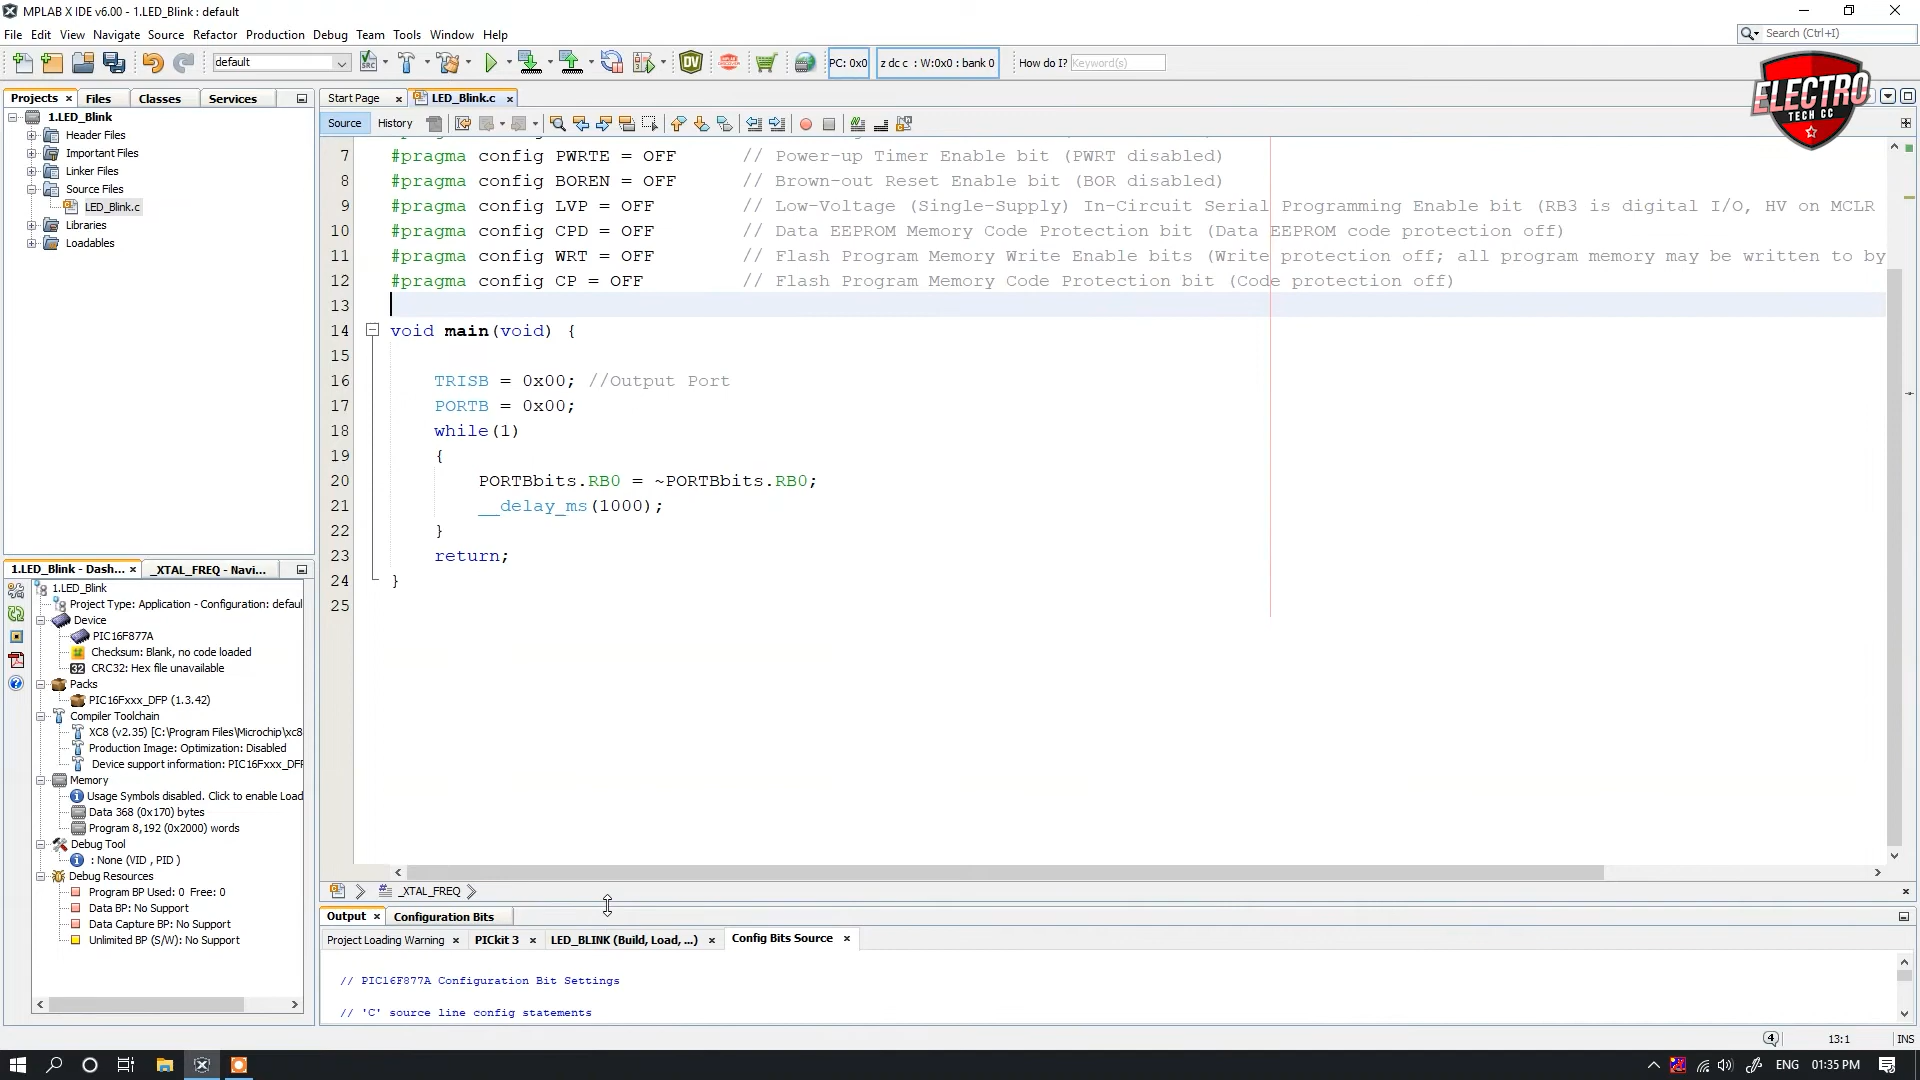 MPLAB X IDE v6.00 - 1.LED_Blink : default
File Edit View Navigate Source Refactor Production Debug Team Tools Window Help
Search (Ctrl+I)
default
PC: 0x0
z dc c : W:0x0 : bank 0
How do I? Keyword(s)
ELECTRO
TECH CC
Projects Files Classes Services
Start Page LED_Blink.c
Source History
1.LED_Blink
Header Files
Important Files
Linker Files
Source Files
LED_Blink.c
Libraries
Loadables
7 #pragma config PWRTE = OFF // Power-up Timer Enable bit (PWRT disabled)
8 #pragma config BOREN = OFF // Brown-out Reset Enable bit (BOR disabled)
9 #pragma config LVP = OFF // Low-Voltage (Single-Supply) In-Circuit Serial Programming Enable bit (RB3 is digital I/O, HV on MCLR
10 #pragma config CPD = OFF // Data EEPROM Memory Code Protection bit (Data EEPROM code protection off)
11 #pragma config WRT = OFF // Flash Program Memory Write Enable bits (Write protection off; all program memory may be written to by
12 #pragma config CP = OFF // Flash Program Memory Code Protection bit (Code protection off)
13
14 void main(void) {
15
16 TRISB = 0x00; //Output Port
17 PORTB = 0x00;
18 while(1)
19 {
20 PORTBbits.RB0 = ~PORTBbits.RB0;
21 __delay_ms(1000);
22 }
23 return;
24 }
25
_XTAL_FREQ
1.LED_Blink - Dash... _XTAL_FREQ - Navi...
1.LED_Blink
Project Type: Application - Configuration: defaul
Device
PIC16F877A
Checksum: Blank, no code loaded
32 CRC32: Hex file unavailable
Packs
PIC16Fxxx_DFP (1.3.42)
Compiler Toolchain
XC8 (v2.35) [C:\Program Files\Microchip\xc8
Production Image: Optimization: Disabled
Device support information: PIC16Fxxx_DFP
Memory
Usage Symbols disabled. Click to enable Load
Data 368 (0x170) bytes
Program 8,192 (0x2000) words
Debug Tool
: None (VID , PID )
Debug Resources
Program BP Used: 0 Free: 0
Data BP: No Support
Data Capture BP: No Support
Unlimited BP (S/W): No Support
Output Configuration Bits
Project Loading Warning PICkit 3 LED_BLINK (Build, Load, ...) Config Bits Source
// PIC16F877A Configuration Bit Settings
// 'C' source line config statements
4 13:1 INS
ENG 01:35 PM